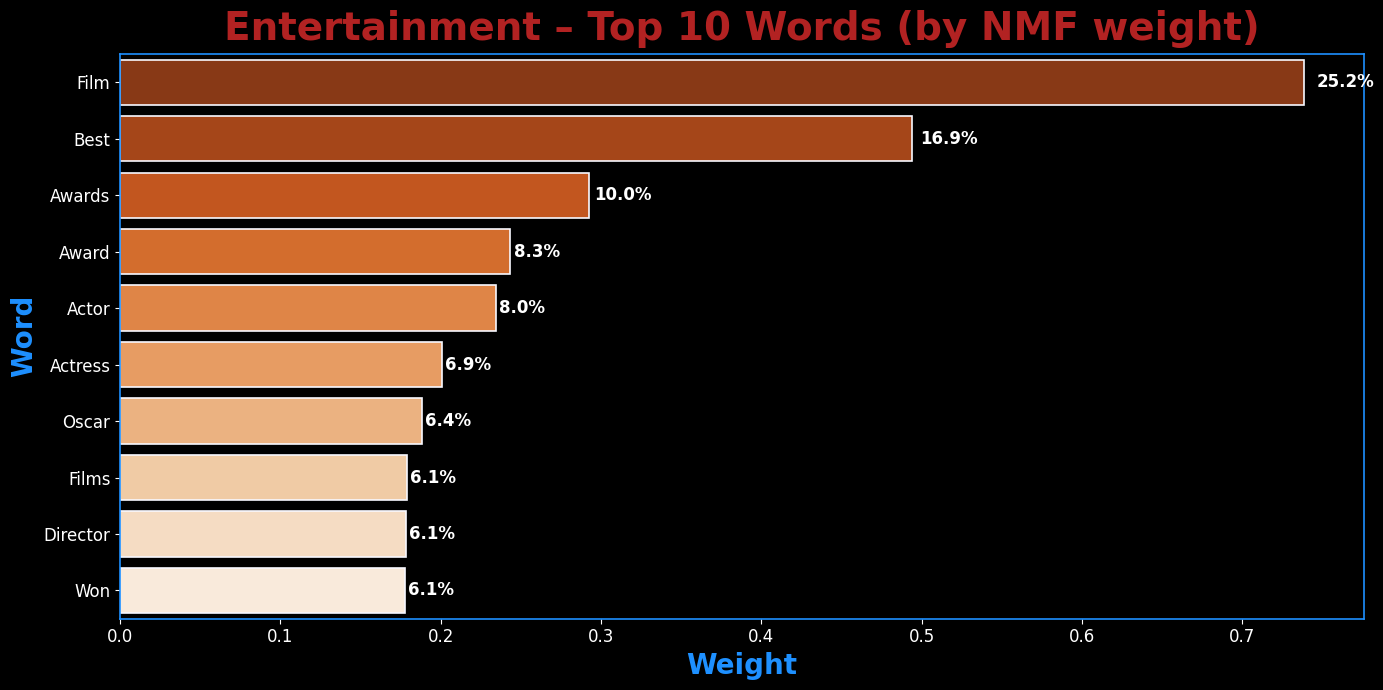 Entertainment – Top 10 Words (by NMF weight)
Film 25.2%
Best 16.9%
Awards 10.0%
Award 8.3%
Actor 8.0%
Actress 6.9%
Oscar 6.4%
Films 6.1%
Director 6.1%
Won 6.1%
Word
0.0 0.1 0.2 0.3 0.4 0.5 0.6 0.7
Weight